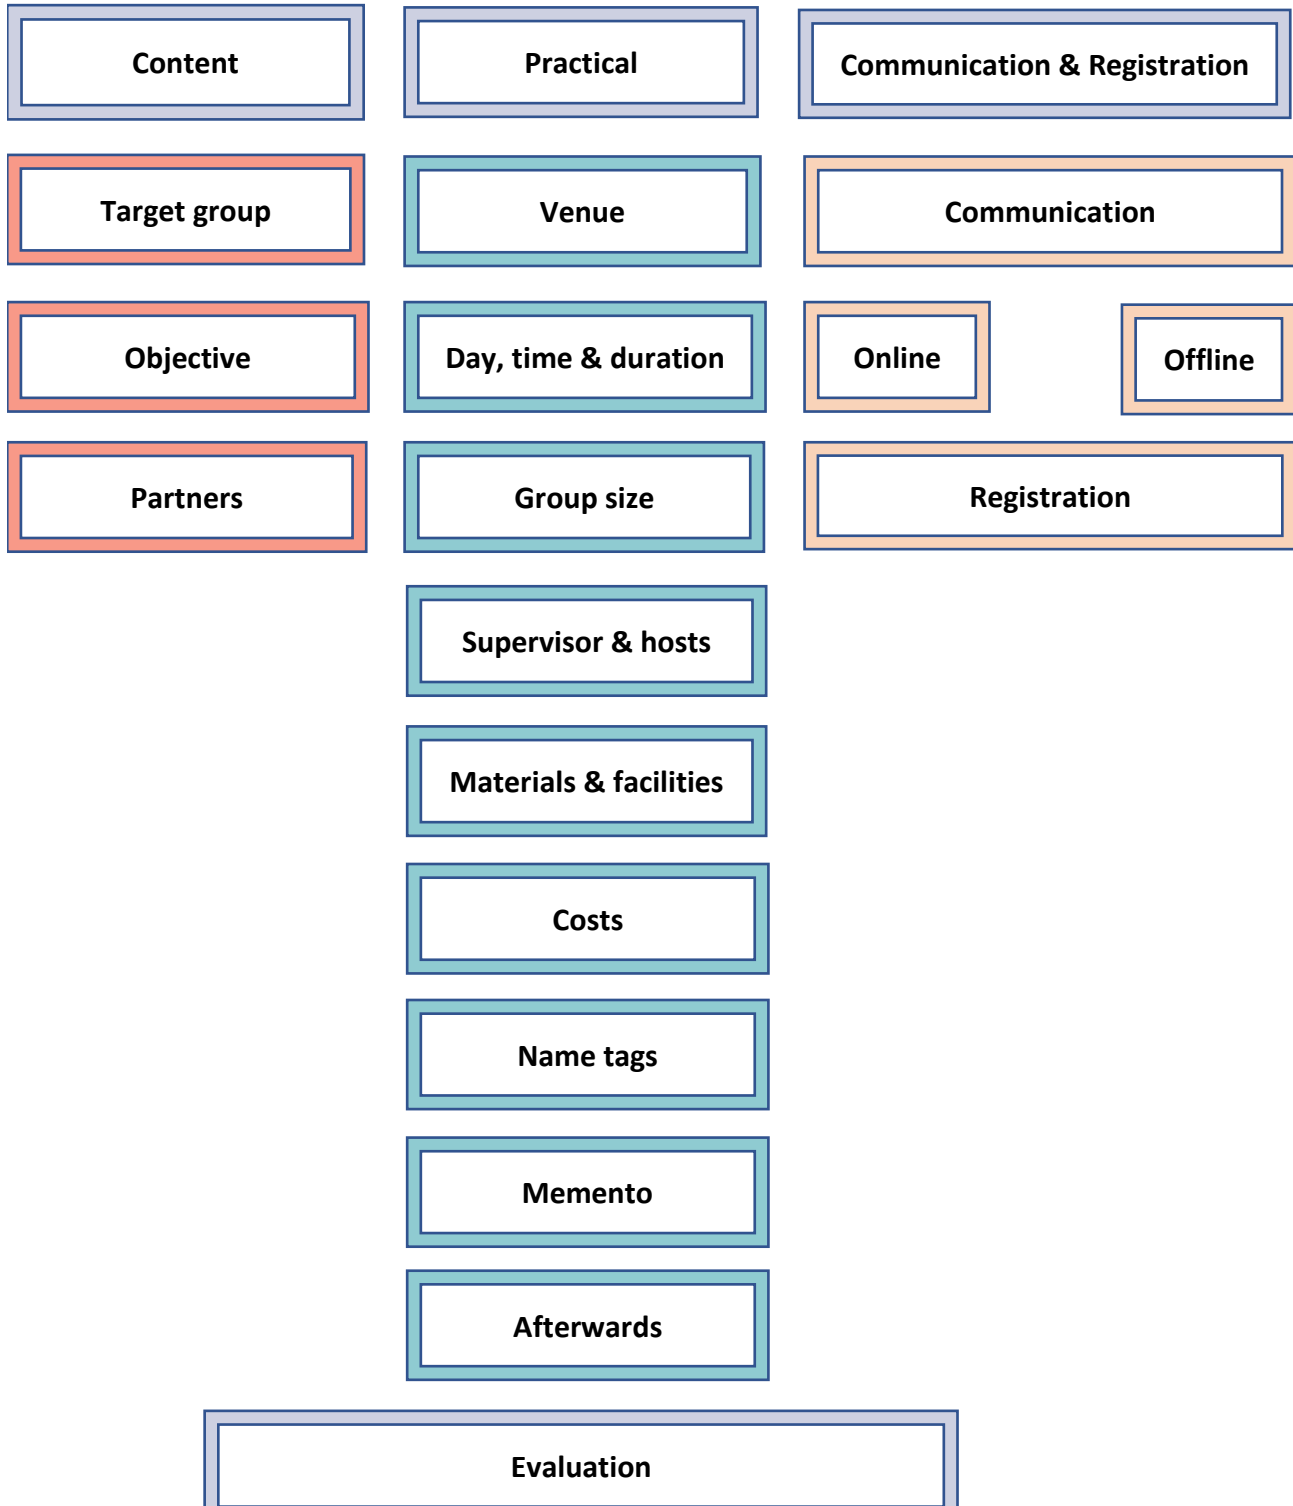 Content
Practical
Communication & Registration
Target group
Venue
Communication
Objective
Day, time & duration
Online
Offline
Partners
Group size
Registration
Supervisor & hosts
Materials & facilities
Costs
Name tags
Memento
Afterwards
Evaluation